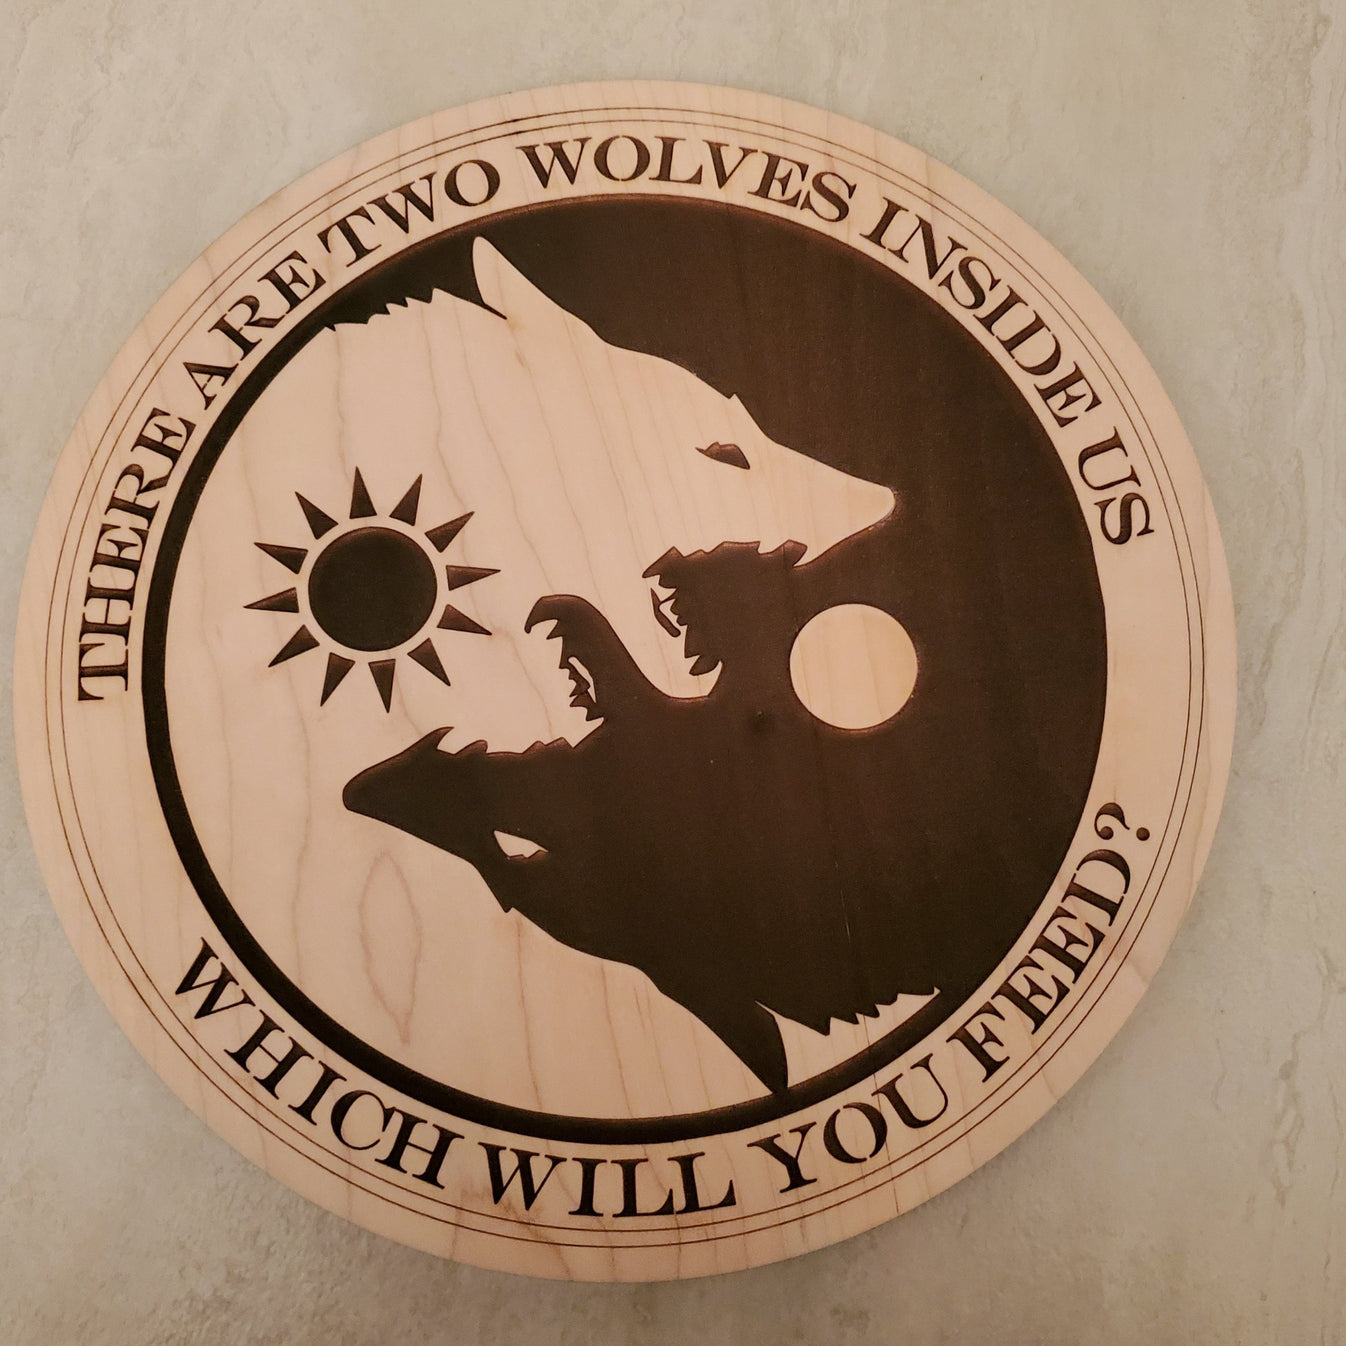 THERE ARE TWO WOLVES INSIDE US
WHICH WILL YOU FEED?